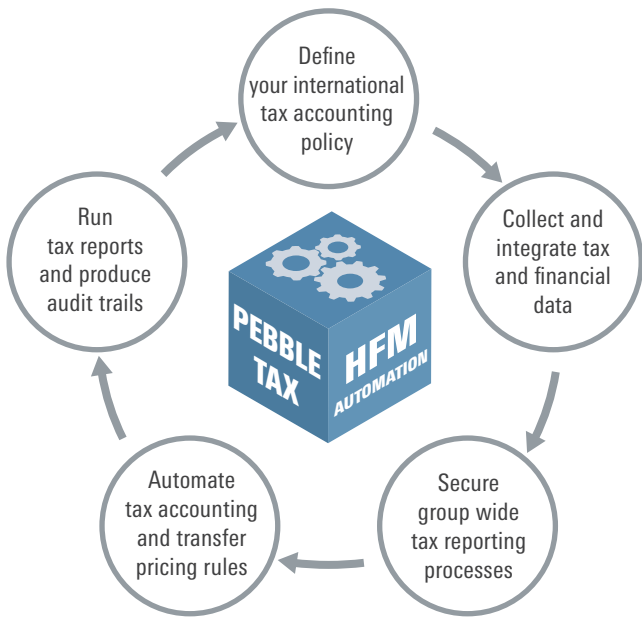 Define
your international
tax accounting
policy
Collect and
integrate tax
and financial
data
Secure
group wide
tax reporting
processes
Automate
tax accounting
and transfer
pricing rules
Run
tax reports
and produce
audit trails
PEBBLE
TAX
HFM
AUTOMATION